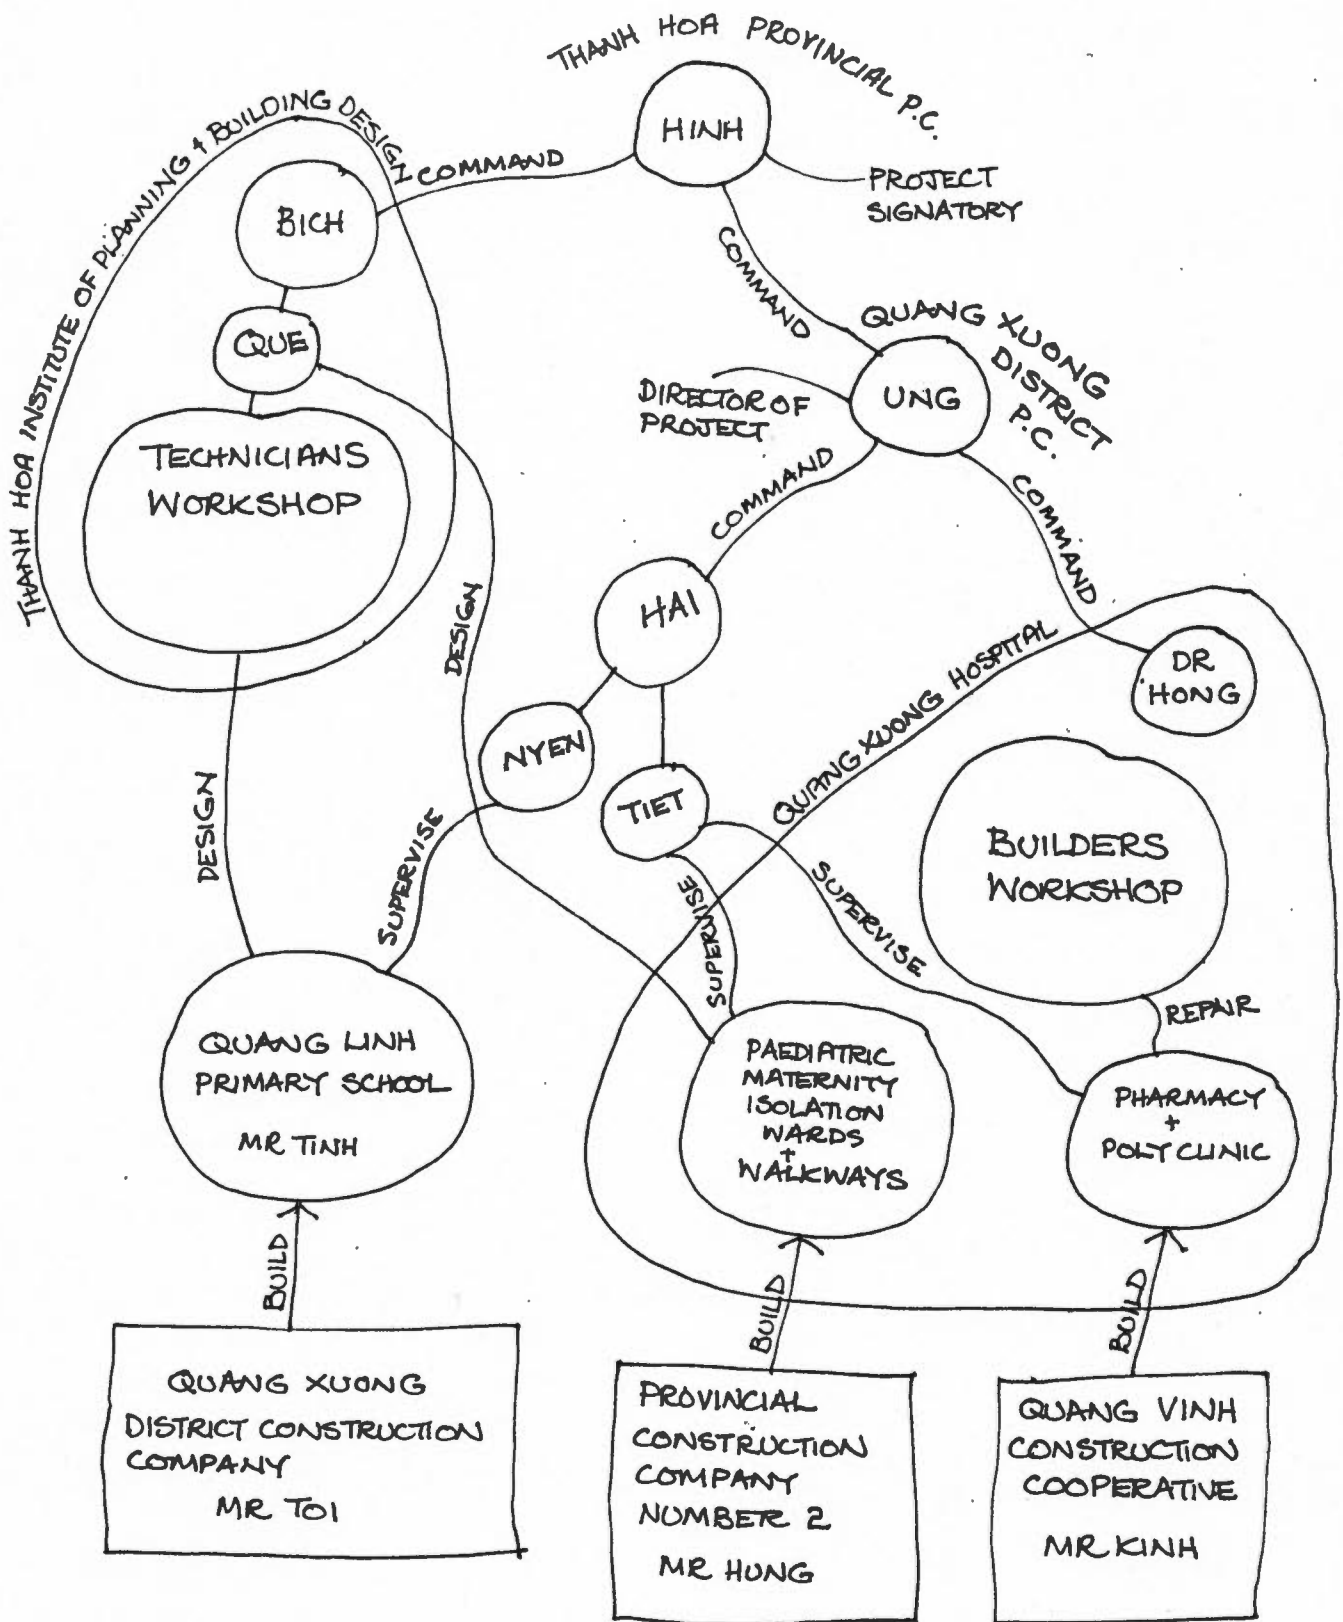 THANH HOA PROVINCIAL P.C.
HINH
PROJECT
SIGNATORY
COMMAND
THANH HOA INSTITUTE OF PLANNING + BUILDING DESIGN
BICH
QUE
TECHNICIANS
WORKSHOP
COMMAND
QUANG XUONG
DISTRICT
P.C.
UNG
DIRECTOR OF
PROJECT
COMMAND
COMMAND
HAI
DESIGN
NYEN
TIET
QUANG XUONG HOSPITAL
DR
HONG
BUILDERS
WORKSHOP
DESIGN
SUPERVISE
SUPERVISE
SUPERVISE
REPAIR
QUANG LINH
PRIMARY SCHOOL
MR TINH
PAEDIATRIC
MATERNITY
ISOLATION
WARDS
+
WALKWAYS
PHARMACY
+
POLYCLINIC
BUILD
BUILD
BUILD
QUANG XUONG
DISTRICT CONSTRUCTION
COMPANY
MR TOI
PROVINCIAL
CONSTRUCTION
COMPANY
NUMBER 2
MR HUNG
QUANG VINH
CONSTRUCTION
COOPERATIVE
MR KINH